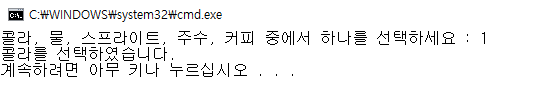 C:\WINDOWS\system32\cmd.exe
콜라, 물, 스프라이트, 주수, 커피 중에서 하나를 선택하세요 : 1
콜라를 선택하였습니다.
계속하려면 아무 키나 누르십시오 . . .